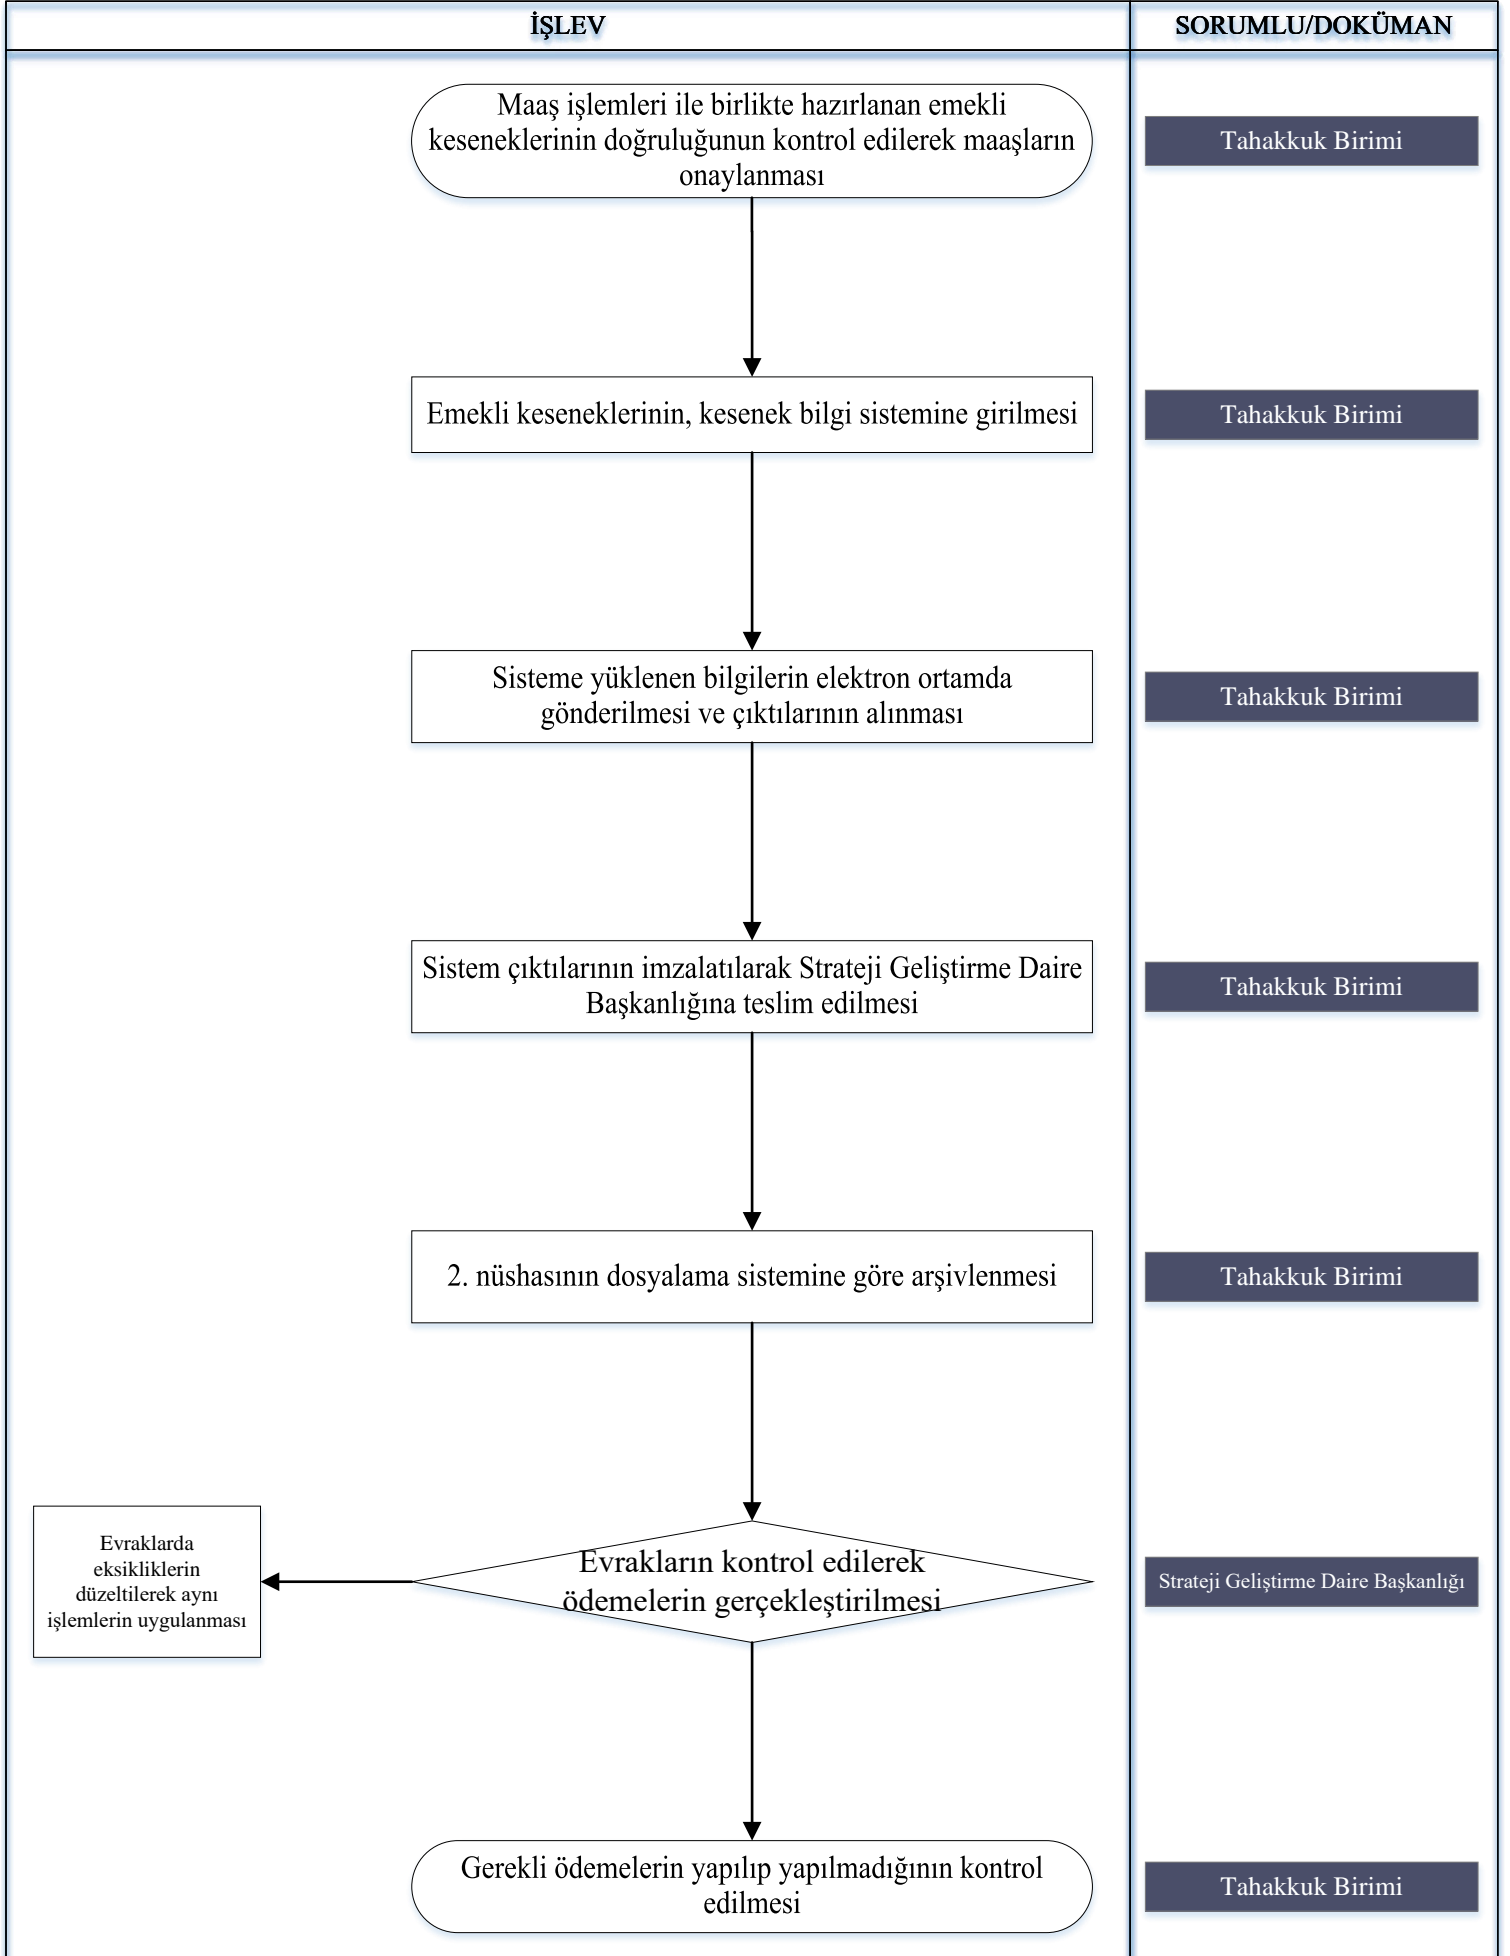 İŞLEV
SORUMLU/DOKÜMAN
Maaş işlemleri ile birlikte hazırlanan emekli
keseneklerinin doğruluğunun kontrol edilerek maaşların
onaylanması
Tahakkuk Birimi
Emekli keseneklerinin, kesenek bilgi sistemine girilmesi
Tahakkuk Birimi
Sisteme yüklenen bilgilerin elektron ortamda
gönderilmesi ve çıktılarının alınması
Tahakkuk Birimi
Sistem çıktılarının imzalatılarak Strateji Geliştirme Daire
Başkanlığına teslim edilmesi
Tahakkuk Birimi
2. nüshasının dosyalama sistemine göre arşivlenmesi
Tahakkuk Birimi
Evraklarda
eksikliklerin
düzeltilerek aynı
işlemlerin uygulanması
Evrakların kontrol edilerek
ödemelerin gerçekleştirilmesi
Strateji Geliştirme Daire Başkanlığı
Gerekli ödemelerin yapılıp yapılmadığının kontrol
edilmesi
Tahakkuk Birimi